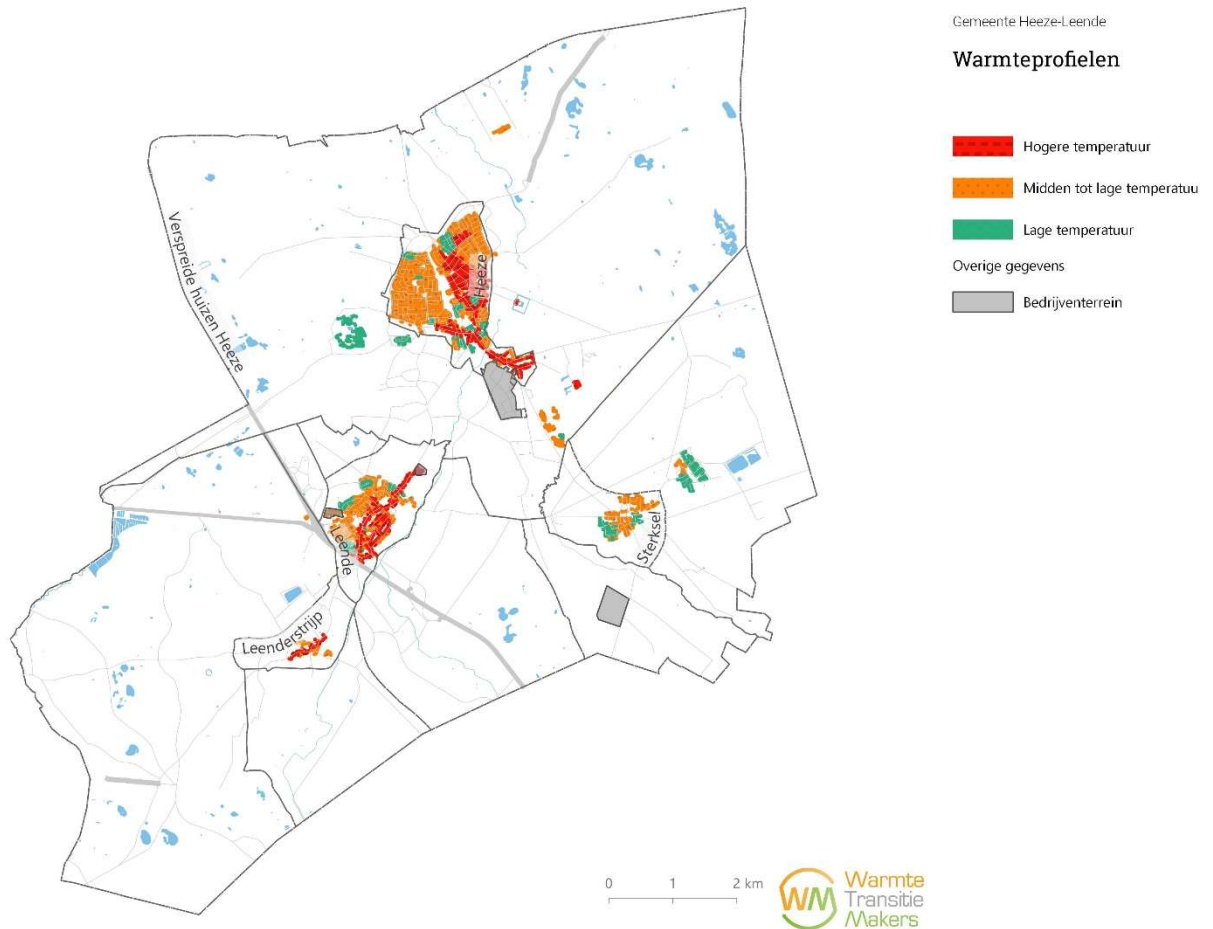 Gemeente Heeze-Leende
Warmteprofielen
Hogere temperatuur
Midden tot lage temperatuu
Lage temperatuur
Overige gegevens
Bedrijventerrein
Verspreide huizen Heeze
Heeze
Leende
Sterksel
Leenderstrijp
0 1 2 km
WM
Warmte
Transitie
Makers